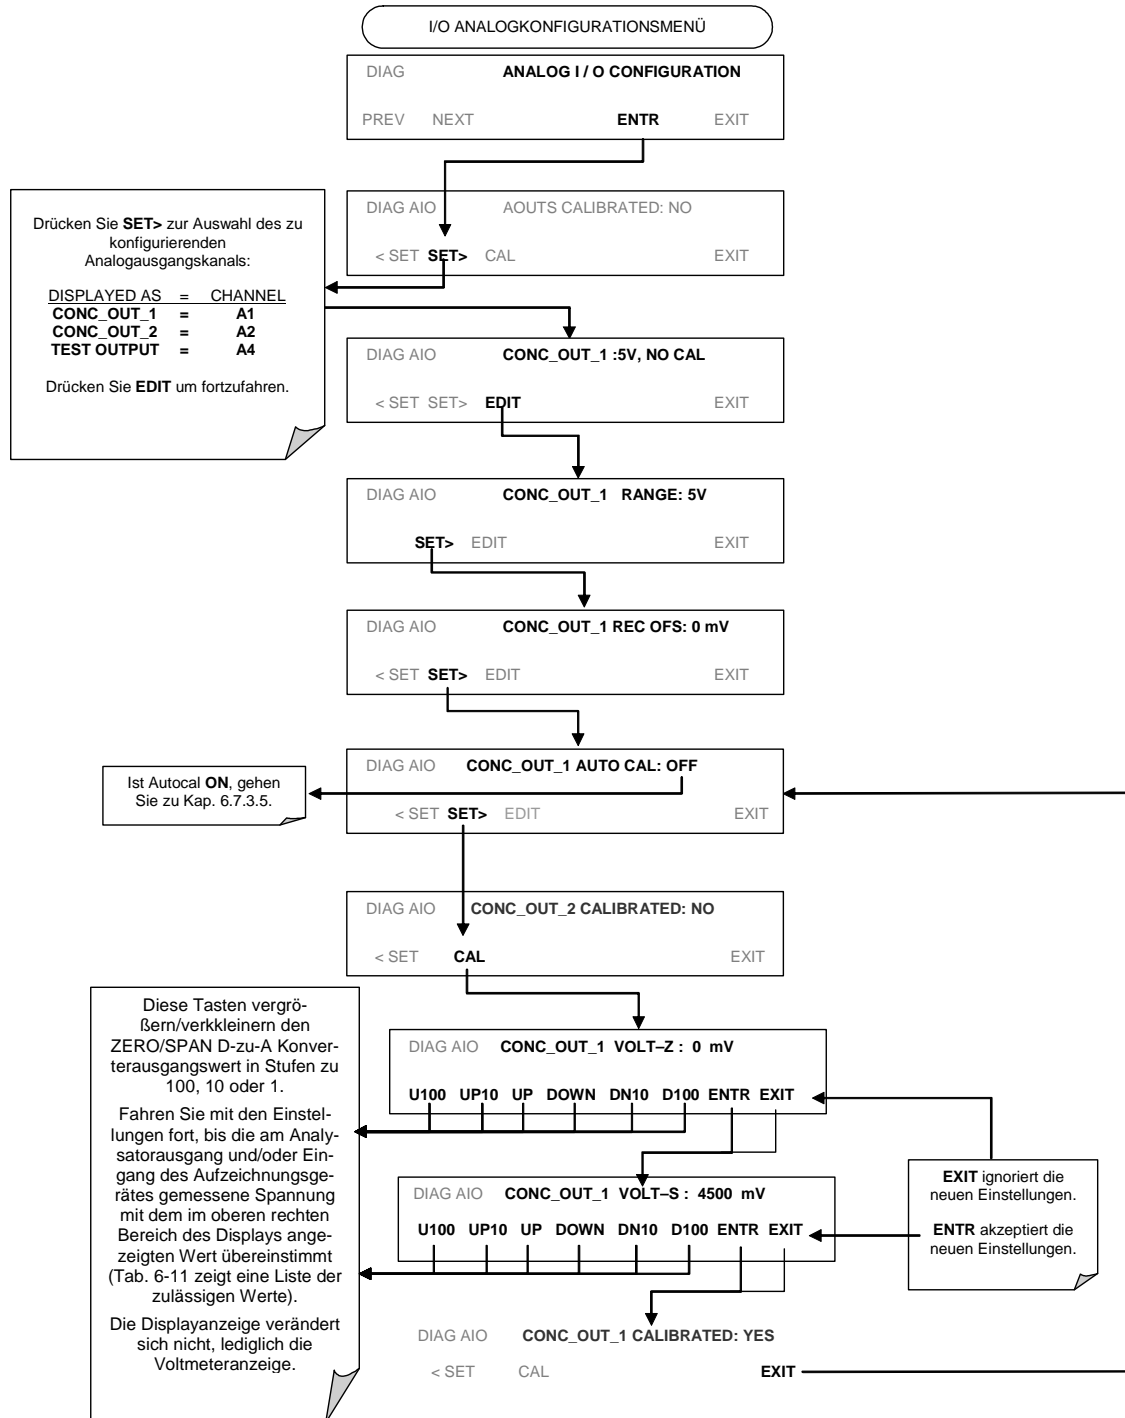 I/O ANALOGKONFIGURATIONSMENÜ
DIAG ANALOG I / O CONFIGURATION
PREV NEXT ENTR EXIT
Drücken Sie SET> zur Auswahl des zu
konfigurierenden
Analogausgangskanals:
DISPLAYED AS = CHANNEL
CONC_OUT_1 = A1
CONC_OUT_2 = A2
TEST OUTPUT = A4
Drücken Sie EDIT um fortzufahren.
DIAG AIO AOUTS CALIBRATED: NO
< SET SET> CAL EXIT
DIAG AIO CONC_OUT_1 :5V, NO CAL
< SET SET> EDIT EXIT
DIAG AIO CONC_OUT_1 RANGE: 5V
SET> EDIT EXIT
DIAG AIO CONC_OUT_1 REC OFS: 0 mV
< SET SET> EDIT EXIT
Ist Autocal ON, gehen
Sie zu Kap. 6.7.3.5.
DIAG AIO CONC_OUT_1 AUTO CAL: OFF
< SET SET> EDIT EXIT
DIAG AIO CONC_OUT_2 CALIBRATED: NO
< SET CAL EXIT
Diese Tasten vergrö-
ßern/verkkleinern den
ZERO/SPAN D-zu-A Konver-
terausgangswert in Stufen zu
100, 10 oder 1.
Fahren Sie mit den Einstel-
lungen fort, bis die am Analy-
satorausgang und/oder Ein-
gang des Aufzeichnungsge-
rätes gemessene Spannung
mit dem im oberen rechten
Bereich des Displays ange-
zeigten Wert übereinstimmt
(Tab. 6-11 zeigt eine Liste der
zulässigen Werte).
Die Displayanzeige verändert
sich nicht, lediglich die
Voltmeteranzeige.
DIAG AIO CONC_OUT_1 VOLT–Z : 0 mV
U100 UP10 UP DOWN DN10 D100 ENTR EXIT
DIAG AIO CONC_OUT_1 VOLT–S : 4500 mV
U100 UP10 UP DOWN DN10 D100 ENTR EXIT
EXIT ignoriert die
neuen Einstellungen.
ENTR akzeptiert die
neuen Einstellungen.
DIAG AIO CONC_OUT_1 CALIBRATED: YES
< SET CAL EXIT